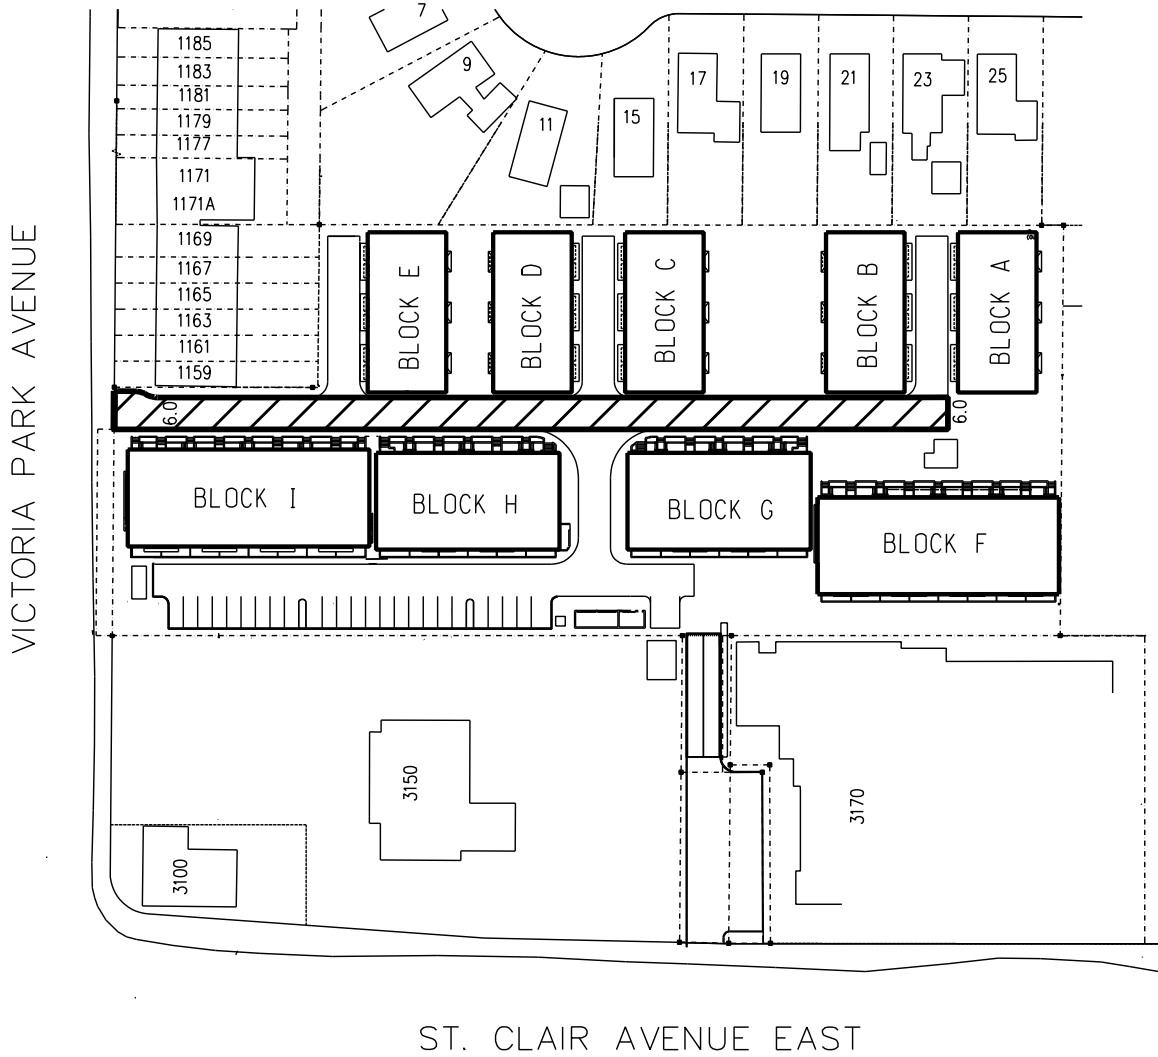 7
1185
9
1183
17
19
21
23
25
1181
15
11
1179
1177
1171
1171A
1169
1167
1165
1163
1161
1159
BLOCK E
BLOCK D
BLOCK C
BLOCK B
BLOCK A
6.0
6.0
VICTORIA PARK AVENUE
BLOCK I
BLOCK H
BLOCK G
BLOCK F
3150
3170
3100
ST. CLAIR AVENUE EAST